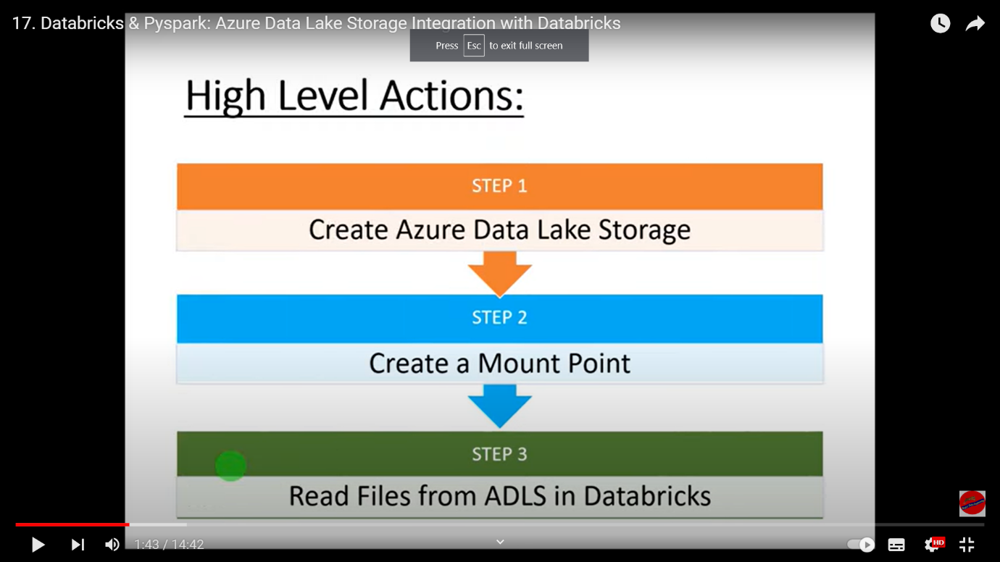 17. Databricks & Pyspark: Azure Data Lake Storage Integration with Databricks
Press Esc to exit full screen
High Level Actions:
STEP 1
Create Azure Data Lake Storage
STEP 2
Create a Mount Point
STEP 3
Read Files from ADLS in Databricks
1:43 / 14:42
HD